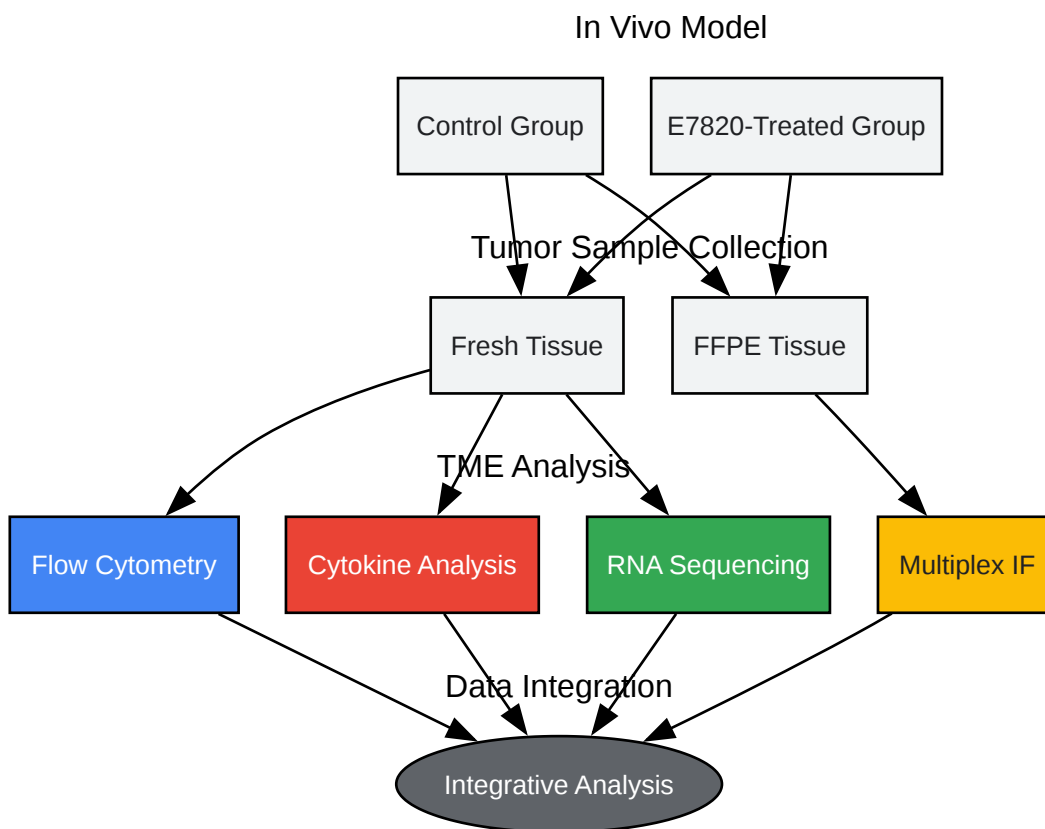 In Vivo Model
Control Group
E7820-Treated Group
Tumor Sample Collection
Fresh Tissue
FFPE Tissue
TME Analysis
Flow Cytometry
Cytokine Analysis
RNA Sequencing
Multiplex IF
Data Integration
Integrative Analysis